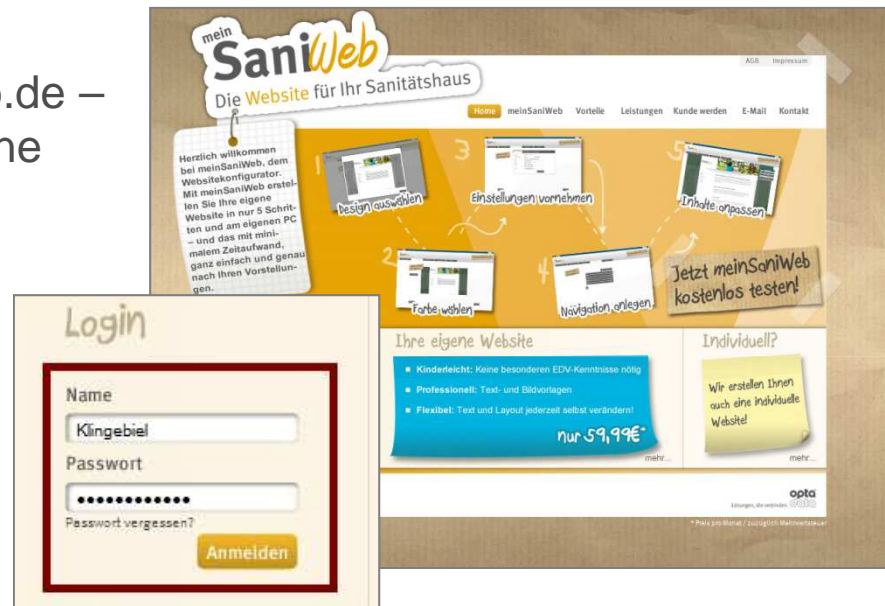 .de –
ne
mein
SaniWeb
Die Website für Ihr Sanitätshaus
AGB Impressum
Home meinSaniWeb Vorteile Leistungen Kunde werden E-Mail Kontakt
Herzlich willkommen
bei meinSaniWeb, dem
Websitekonfigurator.
Mit meinSaniWeb erstel-
len Sie Ihre eigene
Website in nur 5 Schrit-
ten und am eigenen PC
– und das mit mini-
malem Zeitaufwand,
ganz einfach und genau
nach Ihren Vorstellun-
gen.
1
Design auswählen
2
Farbe wählen
3
Einstellungen vornehmen
4
Navigation anlegen
5
Inhalte anpassen
Jetzt meinSaniWeb
kostenlos testen!
Login
Name
Klingebiel
Passwort
••••••••••••
Passwort vergessen?
Anmelden
Ihre eigene Website
Kinderleicht: Keine besonderen EDV-Kenntnisse nötig
Professionell: Text- und Bildvorlagen
Flexibel: Text und Layout jederzeit selbst verändern!
nur 59,99€*
mehr...
Individuell?
Wir erstellen Ihnen
auch eine individuelle
Website!
mehr...
opta
Lösungen, die verbinden. data
* Preis pro Monat / zuzüglich Mehrwertsteuer